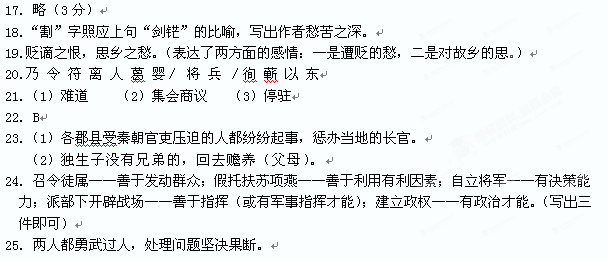 17. 略（3分）
18. “割”字照应上句“剑铓”的比喻，写出作者愁苦之深。
19.贬谪之恨，思乡之愁。（表达了两方面的感情：一是遭贬的愁，二是对故乡的思。）
20.乃 令 符 离 人 葛 婴/ 将 兵 /徇 蕲 以 东
21.（1）难道 （2）集会商议 （3）停驻
22. B
23.（1）各郡县受秦朝官吏压迫的人都纷纷起事，惩办当地的长官。
（2）独生子没有兄弟的，回去赡养（父母）。
24. 召令徒属——善于发动群众；假托扶苏项燕——善于利用有利因素；自立将军——有决策能
力；派部下开辟战场——善于指挥（或有军事指挥才能）；建立政权——有政治才能。（写出三
件即可）
25. 两人都勇武过人，处理问题坚决果断。